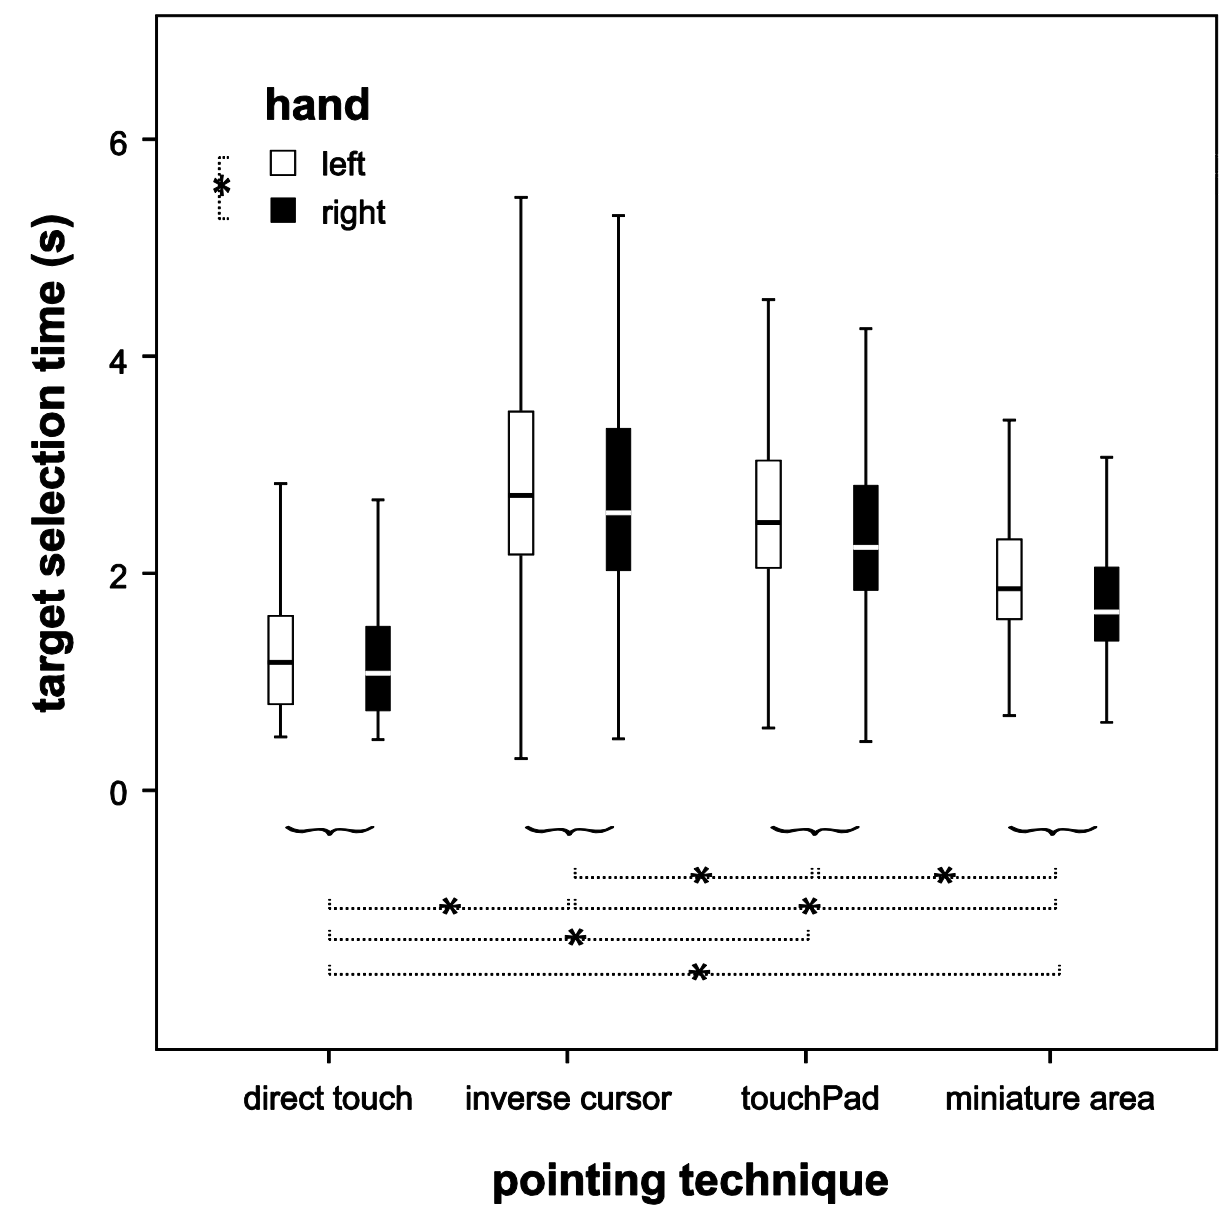 hand
left
right
6
4
2
0
target selection time (s)
direct touch inverse cursor touchPad miniature area
pointing technique